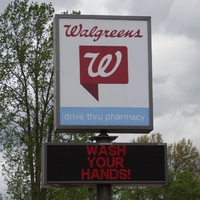 Walgreens
W
drive thru pharmacy
WASH
YOUR
HANDS!